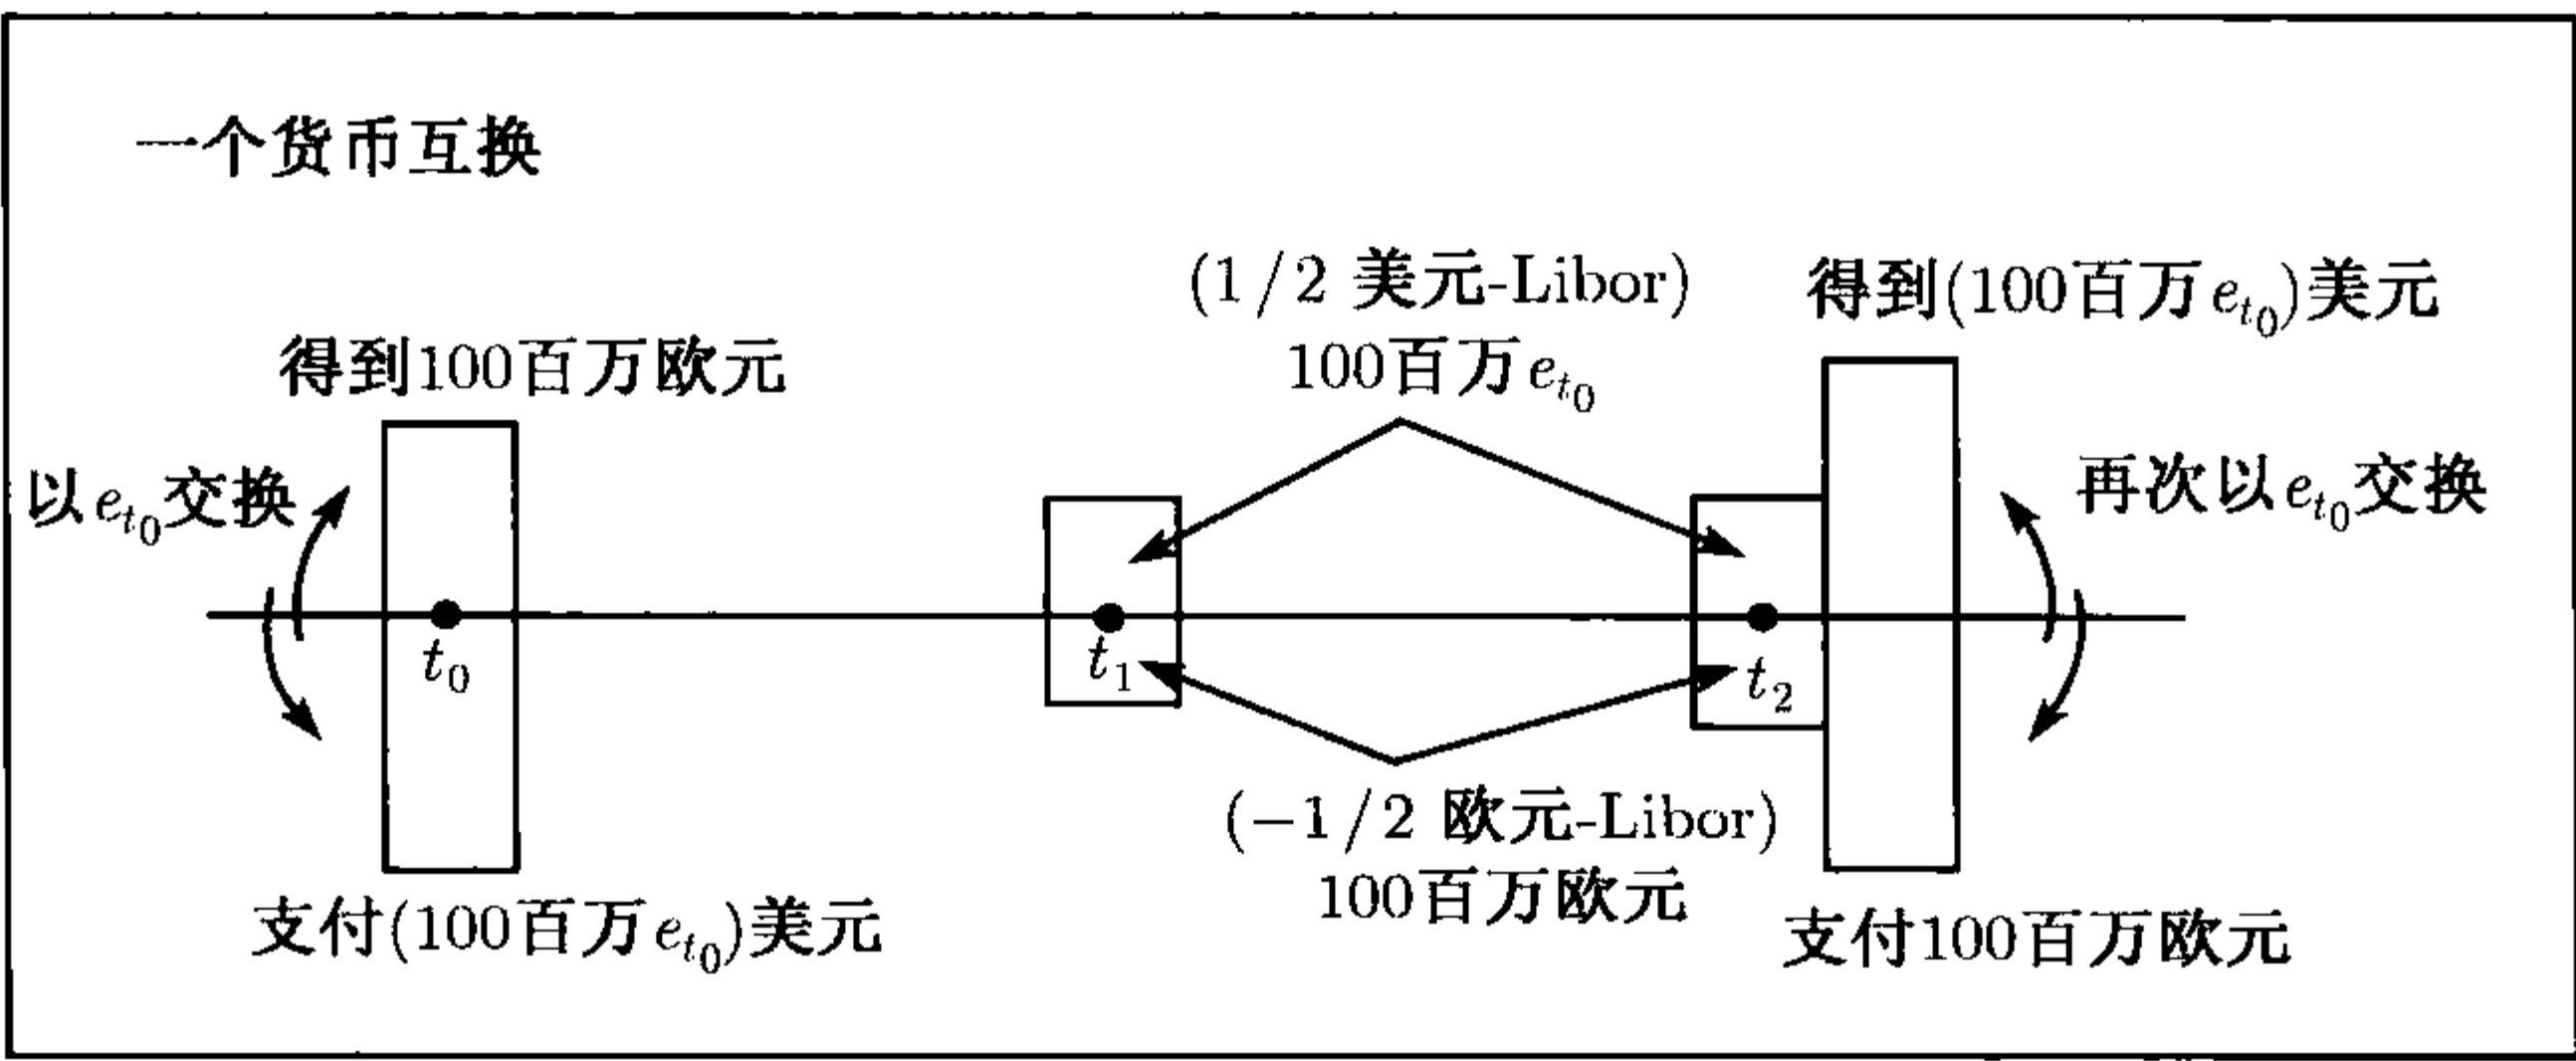 一个货币互换
(1/2 美元-Libor)
100百万 e_{t_0}
得到(100百万 e_{t_0})美元
得到100百万欧元
以 e_{t_0} 交换
再次以 e_{t_0} 交换
t_0
t_1
t_2
(−1/2 欧元-Libor)
100百万欧元
支付(100百万 e_{t_0})美元
支付100百万欧元